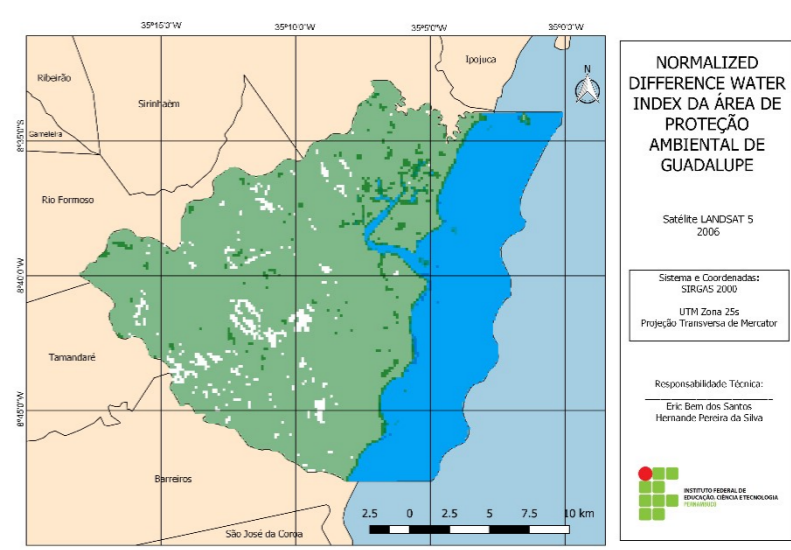 35°15'0"W 35°10'0"W 35°5'0"W 35°0'0"W
Ipojuca
N
Ribeirão
Sirinhaém
Gameleira
8°35'0"S
Rio Formoso
8°40'0"S
Tamandaré
8°45'0"S
Barreiros
São José da Coroa
2.5 0 2.5 5 7.5 10 km
NORMALIZED
DIFFERENCE WATER
INDEX DA ÁREA DE
PROTEÇÃO
AMBIENTAL DE
GUADALUPE
Satélite LANDSAT 5
2006
Sistema e Coordenadas:
SIRGAS 2000
UTM Zona 25s
Projeção Transversa de Mercator
Responsabilidade Técnica:
Eric Bem dos Santos
Hernande Pereira da Silva
INSTITUTO FEDERAL DE
EDUCAÇÃO, CIÊNCIA E TECNOLOGIA
PERNAMBUCO